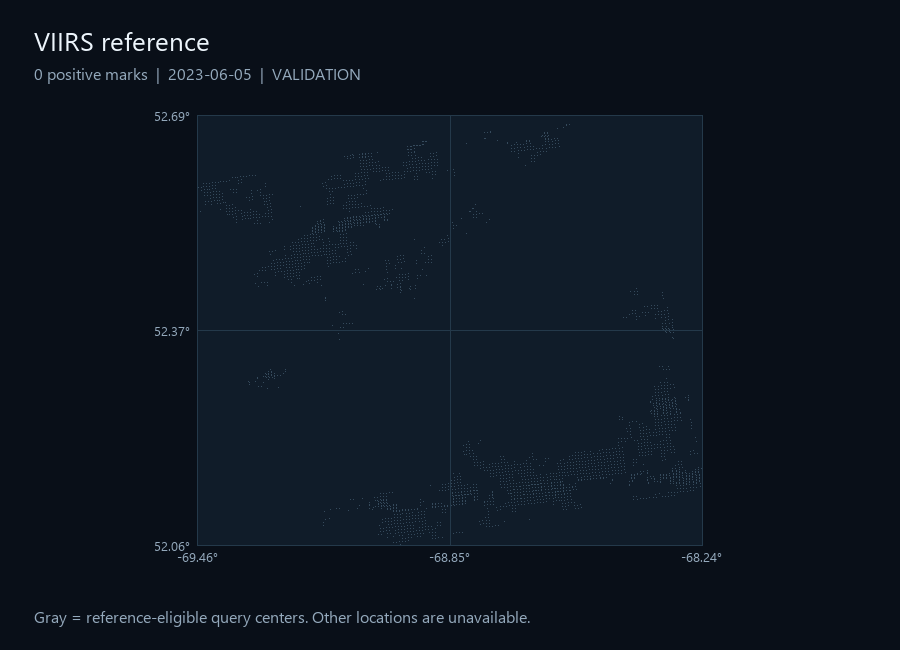 VIIRS reference
0 positive marks | 2023-06-05 | VALIDATION
52.69°
52.37°
52.06°
-69.46° -68.85° -68.24°
Gray = reference-eligible query centers. Other locations are unavailable.